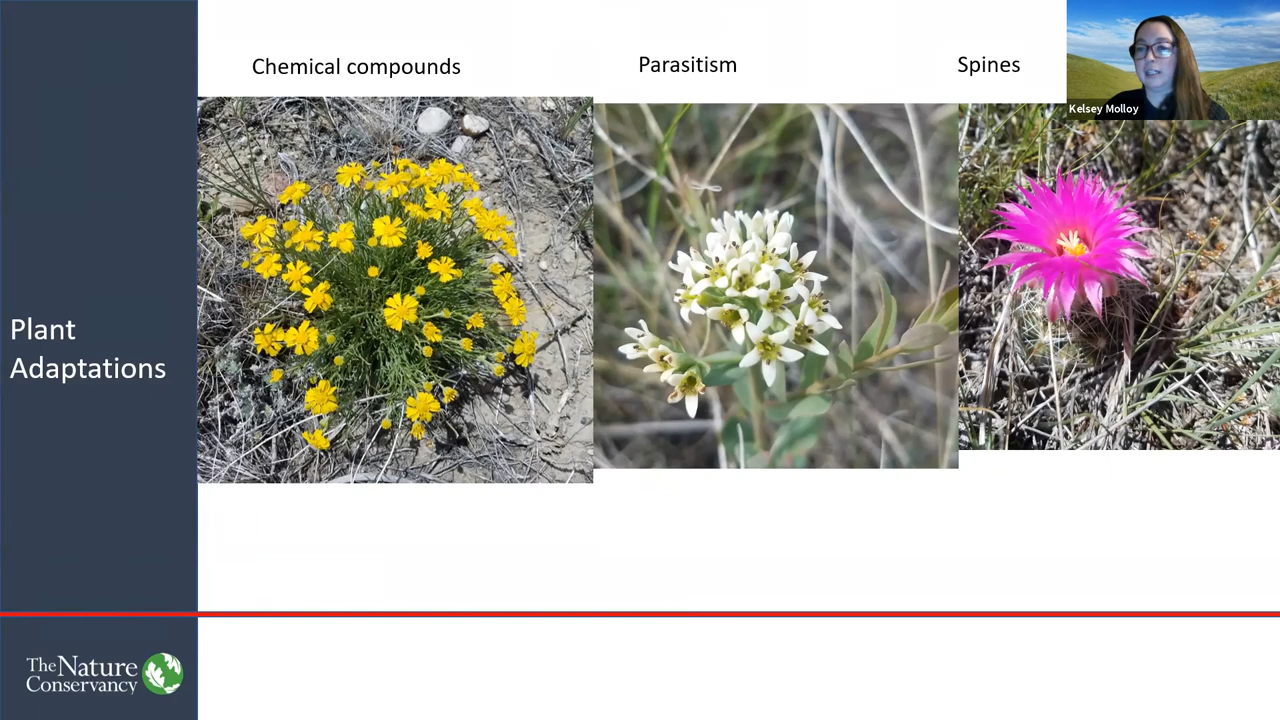 Chemical compounds
Parasitism
Spines
Kelsey Molloy
Plant
Adaptations
The Nature
Conservancy